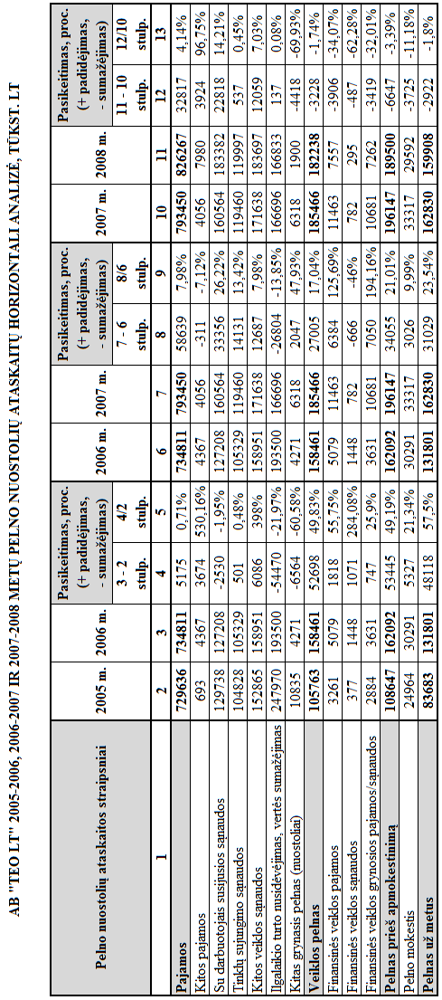 AB "TEO LT" 2005-2006, 2006-2007 IR 2007-2008 METŲ PELNO NUOSTOLIŲ ATASKAITŲ HORIZONTALI ANALIZĖ, TŪKST. LT
Pelno nuostolių ataskaitos straipsniai 2005 m. 2006 m. Pasikeitimas, proc. (+ padidėjimas, - sumažėjimas) 2006 m. 2007 m. Pasikeitimas, proc. (+ padidėjimas, - sumažėjimas) 2007 m. 2008 m. Pasikeitimas, proc. (+ padidėjimas, - sumažėjimas)
3 - 2 stulp. 4/2 stulp. 7 - 6 stulp. 8/6 stulp. 11 - 10 stulp. 12/10 stulp.
1 2 3 4 5 6 7 8 9 10 11 12 13
Pajamos 729636 734811 5175 0,71% 734811 793450 58639 7,98% 793450 826267 32817 4,14%
Kitos pajamos 693 4367 3674 530,16% 4367 4056 -311 -7,12% 4056 7980 3924 96,75%
Su darbuotojais susijusios sąnaudos 129738 127208 -2530 -1,95% 127208 160564 33356 26,22% 160564 183382 22818 14,21%
Tinklų sujungimo sąnaudos 104828 105329 501 0,48% 105329 119460 14131 13,42% 119460 119997 537 0,45%
Kitos veiklos sąnaudos 152865 158951 6086 398% 158951 171638 12687 7,98% 171638 183697 12059 7,03%
Ilgalaikio turto nusidėvėjimas, vertės sumažėjimas 247970 193500 -54470 -21,97% 193500 166696 -26804 -13,85% 166696 166833 137 0,08%
Kitas grynasis pelnas (nuostoliai) 10835 4271 -6564 -60,58% 4271 6318 2047 47,93% 6318 1900 -4418 -69,93%
Veiklos pelnas 105763 158461 52698 49,83% 158461 185466 27005 17,04% 185466 182238 -3228 -1,74%
Finansinės veiklos pajamos 3261 5079 1818 55,75% 5079 11463 6384 125,69% 11463 7557 -3906 -34,07%
Finansinės veiklos sąnaudos 377 1448 1071 284,08% 1448 782 -666 -46% 782 295 -487 -62,28%
Finansinės veiklos grynosios pajamos/sąnaudos 2884 3631 747 25,9% 3631 10681 7050 194,16% 10681 7262 -3419 -32,01%
Pelnas prieš apmokestinimą 108647 162092 53445 49,19% 162092 196147 34055 21,01% 196147 189500 -6647 -3,39%
Pelno mokestis 24964 30291 5327 21,34% 30291 33317 3026 9,99% 33317 29592 -3725 -11,18%
Pelnas už metus 83683 131801 48118 57,5% 131801 162830 31029 23,54% 162830 159908 -2922 -1,8%